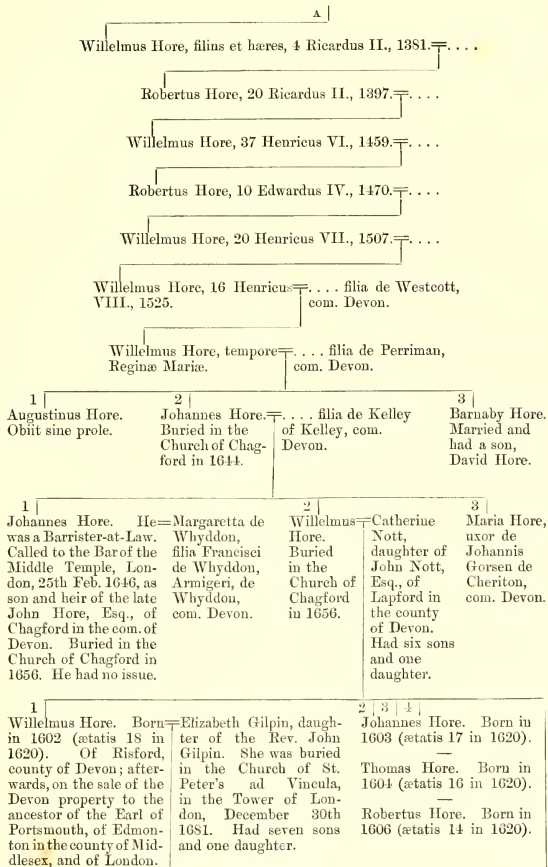 A
Willelmus Hore, filius et hæres, 4 Ricardus II., 1381.=. . . .
Robertus Hore, 20 Ricardus II., 1397.=. . . .
Willelmus Hore, 37 Henricus VI., 1459.=. . . .
Robertus Hore, 10 Edwardus IV., 1470.=. . . .
Willelmus Hore, 20 Henricus VII., 1507.=. . . .
Willelmus Hore, 16 Henricus=. . . . filia de Westcott,
VIII., 1525. com. Devon.
Willelmus Hore, tempore=. . . . filia de Perriman,
Reginæ Mariæ. com. Devon.
1
Augustinus Hore.
Obiit sine prole.
2
Johannes Hore.=. . . . filia de Kelley
Buried in the of Kelley, com.
Church of Chag- Devon.
ford in 1644.
3
Barnaby Hore.
Married and
had a son,
David Hore.
1
Johannes Hore. He=
was a Barrister-at-Law.
Called to the Bar of the
Middle Temple, Lon-
don, 25th Feb. 1646, as
son and heir of the late
John Hore, Esq., of
Chagford in the com. of
Devon. Buried in the
Church of Chagford in
1656. He had no issue.
Margaretta de
Whyddon,
filia Francisci
de Whyddon,
Armigeri, de
Whyddon,
com. Devon.
2
Willelmus=
Hore.
Buried
in the
Church of
Chagford
in 1656.
Catherine
Nott,
daughter of
John Nott,
Esq., of
Lapford in
the county
of Devon.
Had six sons
and one
daughter.
3
Maria Hore,
uxor de
Johannis
Gorsen de
Cheriton,
com. Devon.
1
Willelmus Hore. Born=
in 1602 (ætatis 18 in
1620). Of Risford,
county of Devon; after-
wards, on the sale of the
Devon property to the
ancestor of the Earl of
Portsmouth, of Edmon-
ton in the county of Mid-
dlesex, and of London.
Elizabeth Gilpin, daugh-
ter of the Rev. John
Gilpin. She was buried
in the Church of St.
Peter's ad Vincula,
in the Tower of Lon-
don, December 30th
1681. Had seven sons
and one daughter.
2 3 4
Johannes Hore. Born in
1603 (ætatis 17 in 1620).
—
Thomas Hore. Born in
1604 (ætatis 16 in 1620).
—
Robertus Hore. Born in
1606 (ætatis 14 in 1620).